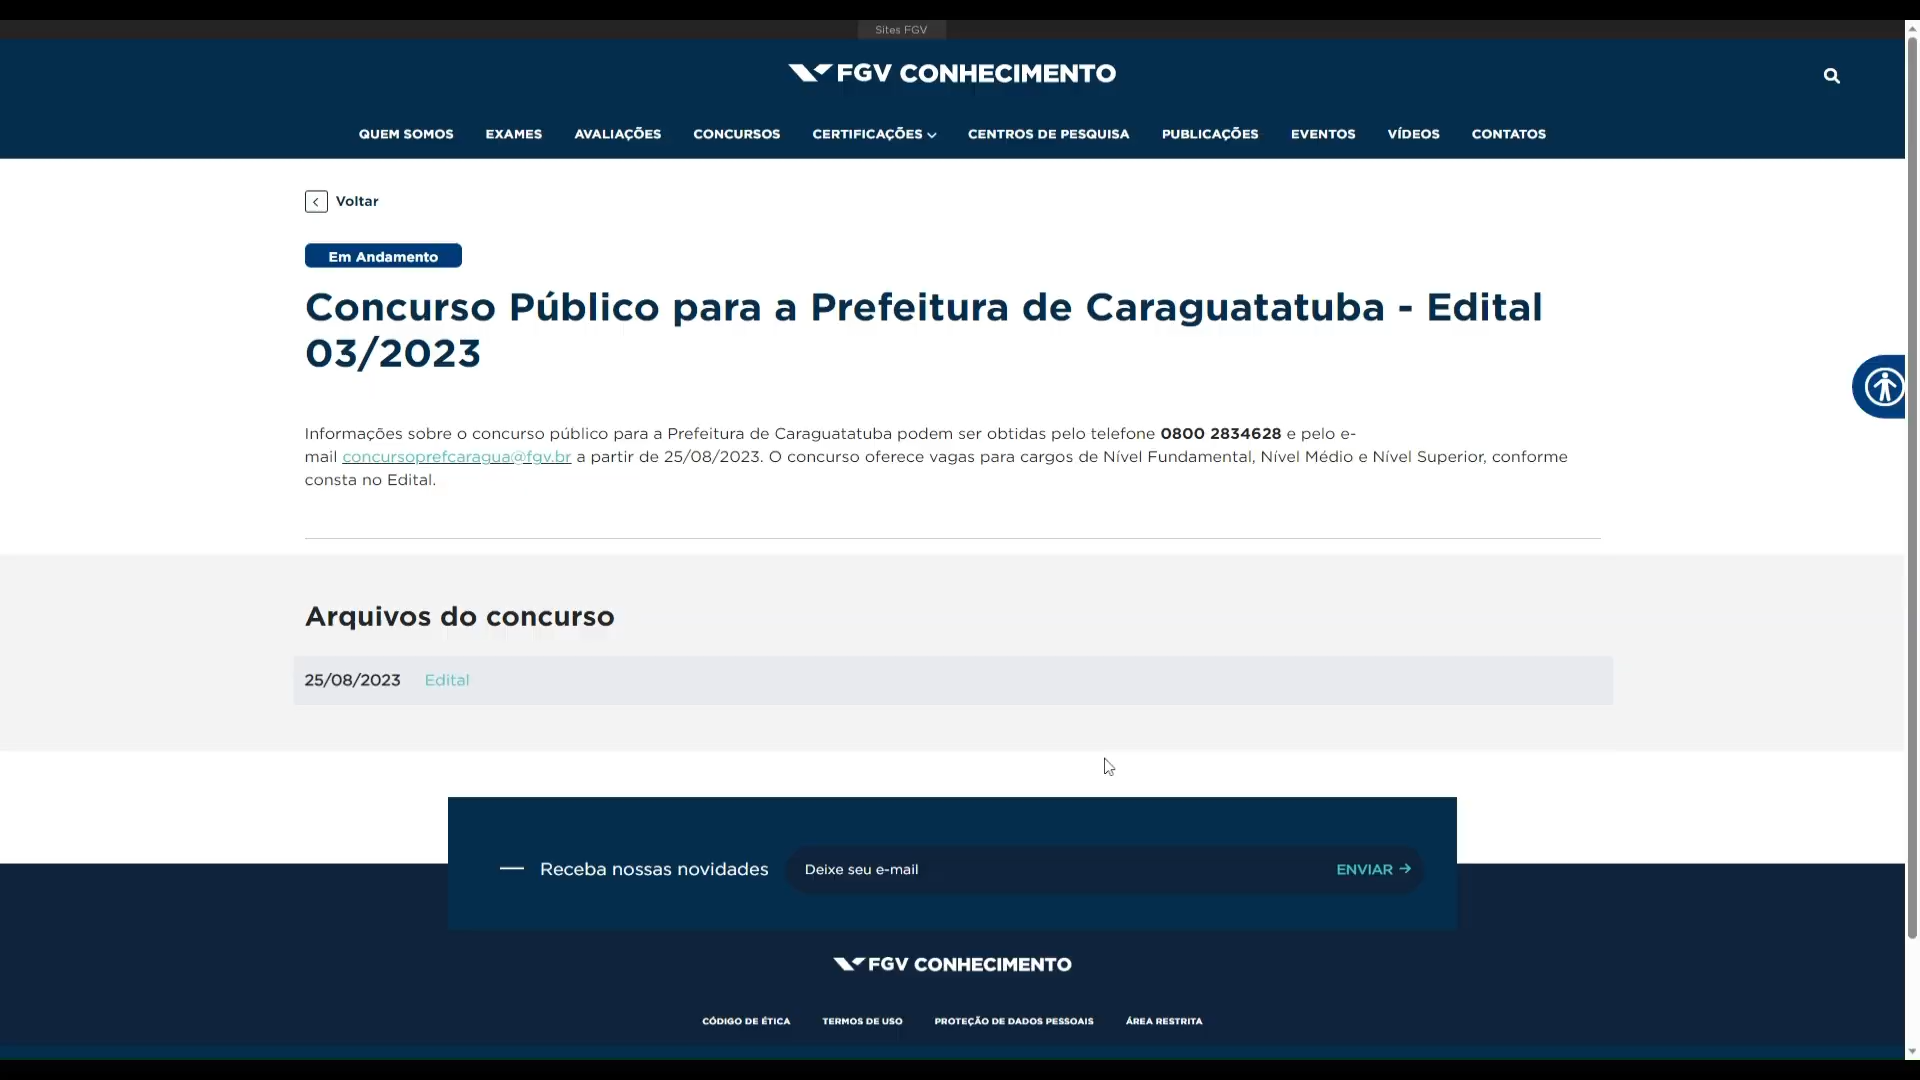 Sites FGV
FGV CONHECIMENTO
QUEM SOMOS EXAMES AVALIAÇÕES CONCURSOS CERTIFICAÇÕES CENTROS DE PESQUISA PUBLICAÇÕES EVENTOS VÍDEOS CONTATOS
Voltar
Em Andamento
Concurso Público para a Prefeitura de Caraguatatuba - Edital
03/2023
Informações sobre o concurso público para a Prefeitura de Caraguatatuba podem ser obtidas pelo telefone 0800 2834628 e pelo e-
mail concursoprefcaragua@fgv.br a partir de 25/08/2023. O concurso oferece vagas para cargos de Nível Fundamental, Nível Médio e Nível Superior, conforme
consta no Edital.
Arquivos do concurso
25/08/2023 Edital
Receba nossas novidades Deixe seu e-mail ENVIAR
FGV CONHECIMENTO
CÓDIGO DE ÉTICA TERMOS DE USO PROTEÇÃO DE DADOS PESSOAIS ÁREA RESTRITA